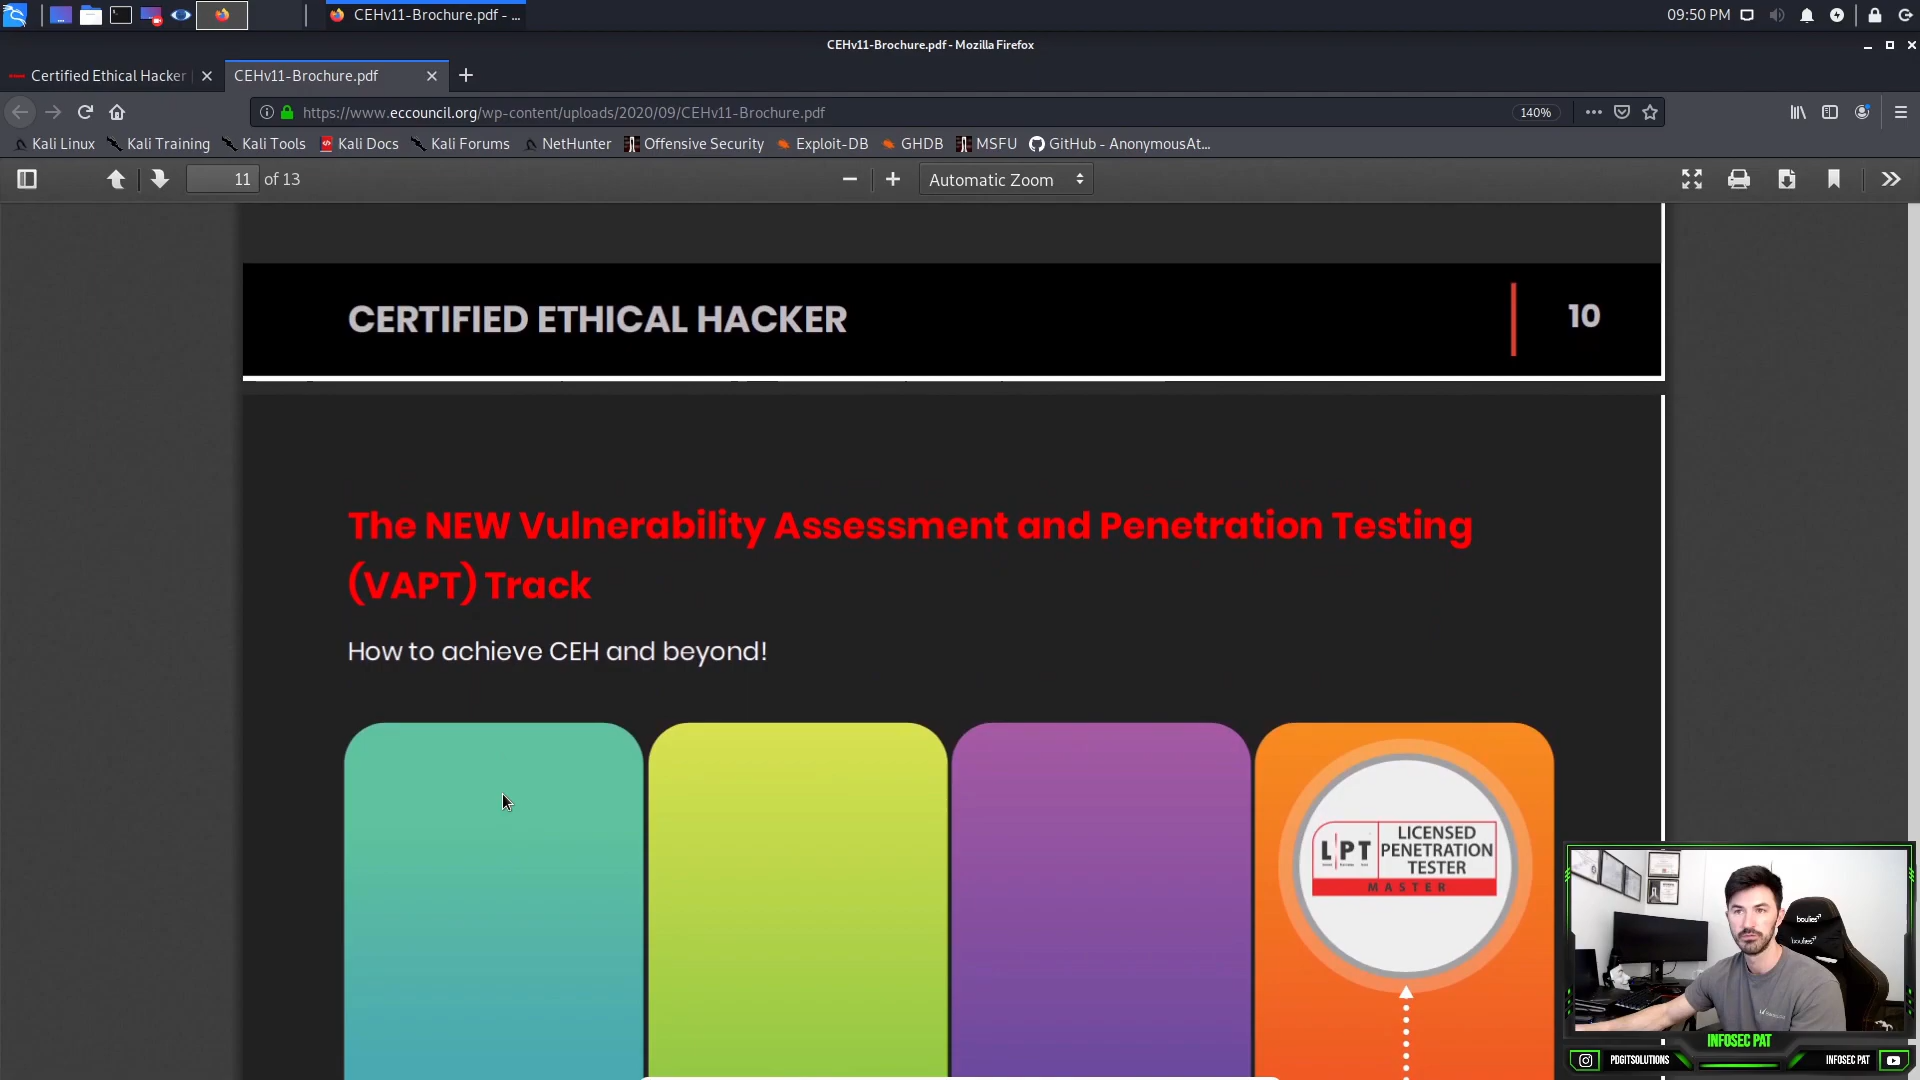 CEHv11-Brochure.pdf - ...
09:50 PM
CEHv11-Brochure.pdf - Mozilla Firefox
Certified Ethical Hacker
CEHv11-Brochure.pdf
https://www.eccouncil.org/wp-content/uploads/2020/09/CEHv11-Brochure.pdf
140%
Kali Linux
Kali Training
Kali Tools
Kali Docs
Kali Forums
NetHunter
Offensive Security
Exploit-DB
GHDB
MSFU
GitHub - AnonymousAt...
11 of 13
Automatic Zoom
CERTIFIED ETHICAL HACKER
10
The NEW Vulnerability Assessment and Penetration Testing
(VAPT) Track
How to achieve CEH and beyond!
LPT
LICENSED
PENETRATION
TESTER
MASTER
boulies
boulies
INFOSEC PAT
PDGITSOLUTIONS
INFOSEC PAT